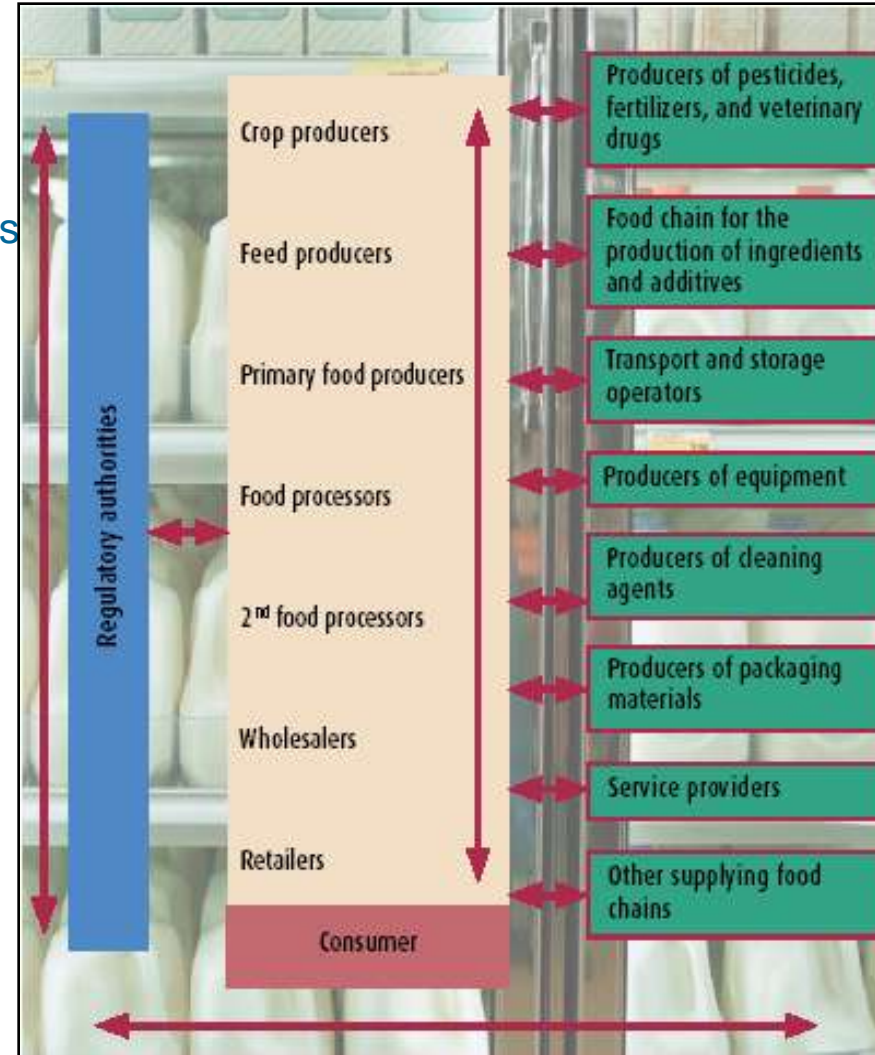 s
Regulatory authorities
Crop producers
Feed producers
Primary food producers
Food processors
2nd food processors
Wholesalers
Retailers
Consumer
Producers of pesticides,
fertilizers, and veterinary
drugs
Food chain for the
production of ingredients
and additives
Transport and storage
operators
Producers of equipment
Producers of cleaning
agents
Producers of packaging
materials
Service providers
Other supplying food
chains